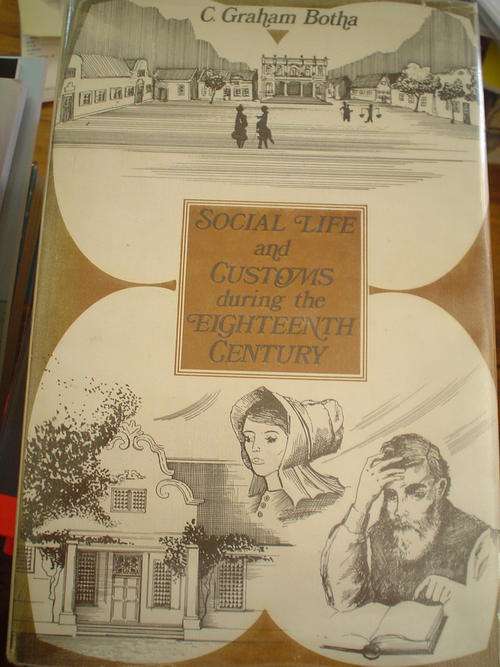 C. Graham Botha
SOCIAL LIFE
and
CUSTOMS
during the
EIGHTEENTH
CENTURY